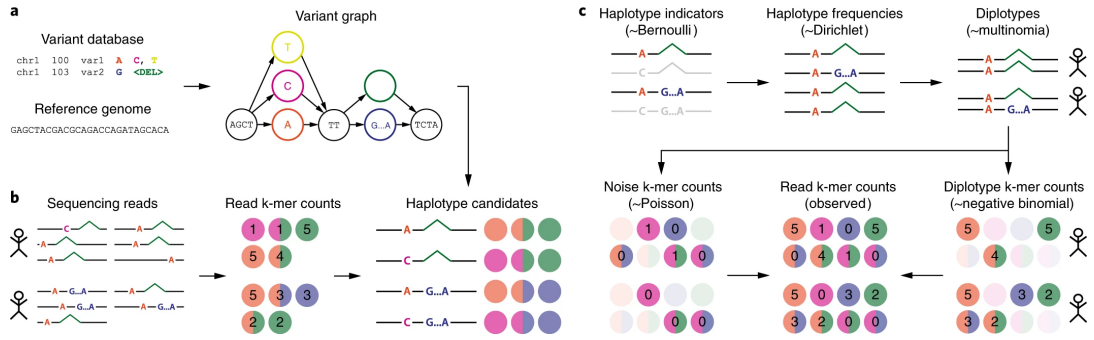 a
Variant graph
Variant database
chr1 100 var1 A C, T
chr1 103 var2 G <DEL>
Reference genome
GAGCTACGACGCAGACCAGATAGCACA
T
C
AGCT A TT G...A TCTA
b
Sequencing reads
C
A
A
A
A
A
A G...A
A
A G...A
A G...A
A
Read k-mer counts
1 1 5
5 4
5 3 3
2 2
Haplotype candidates
A
C
A G...A
C G...A
c
Haplotype indicators
(~Bernoulli)
A
C
A G...A
C G...A
Haplotype frequencies
(~Dirichlet)
A
A G...A
A
A
Diplotypes
(~multinomia)
A
A
A
A G...A
Noise k-mer counts
(~Poisson)
1 0
0 1 0
0
0 0
Read k-mer counts
(observed)
5 1 0 5
0 4 1 0
5 0 3 2
3 2 0 0
Diplotype k-mer counts
(~negative binomial)
5 5
4
5 3 2
3 2